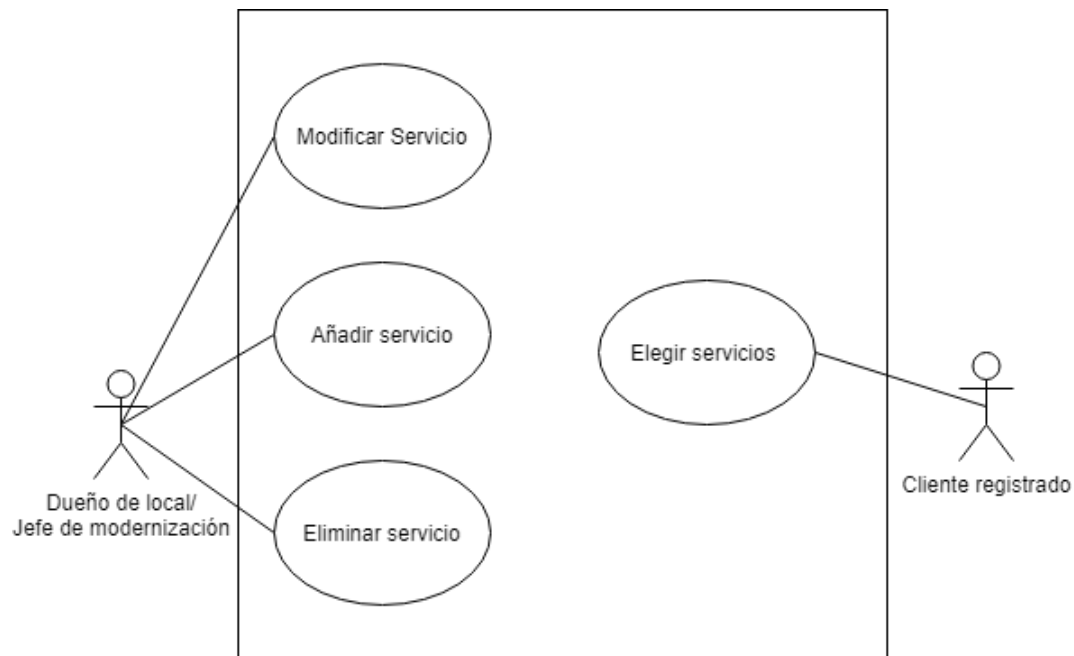 Modificar Servicio
Añadir servicio
Elegir servicios
Dueño de local/
Jefe de modernización
Cliente registrado
Eliminar servicio